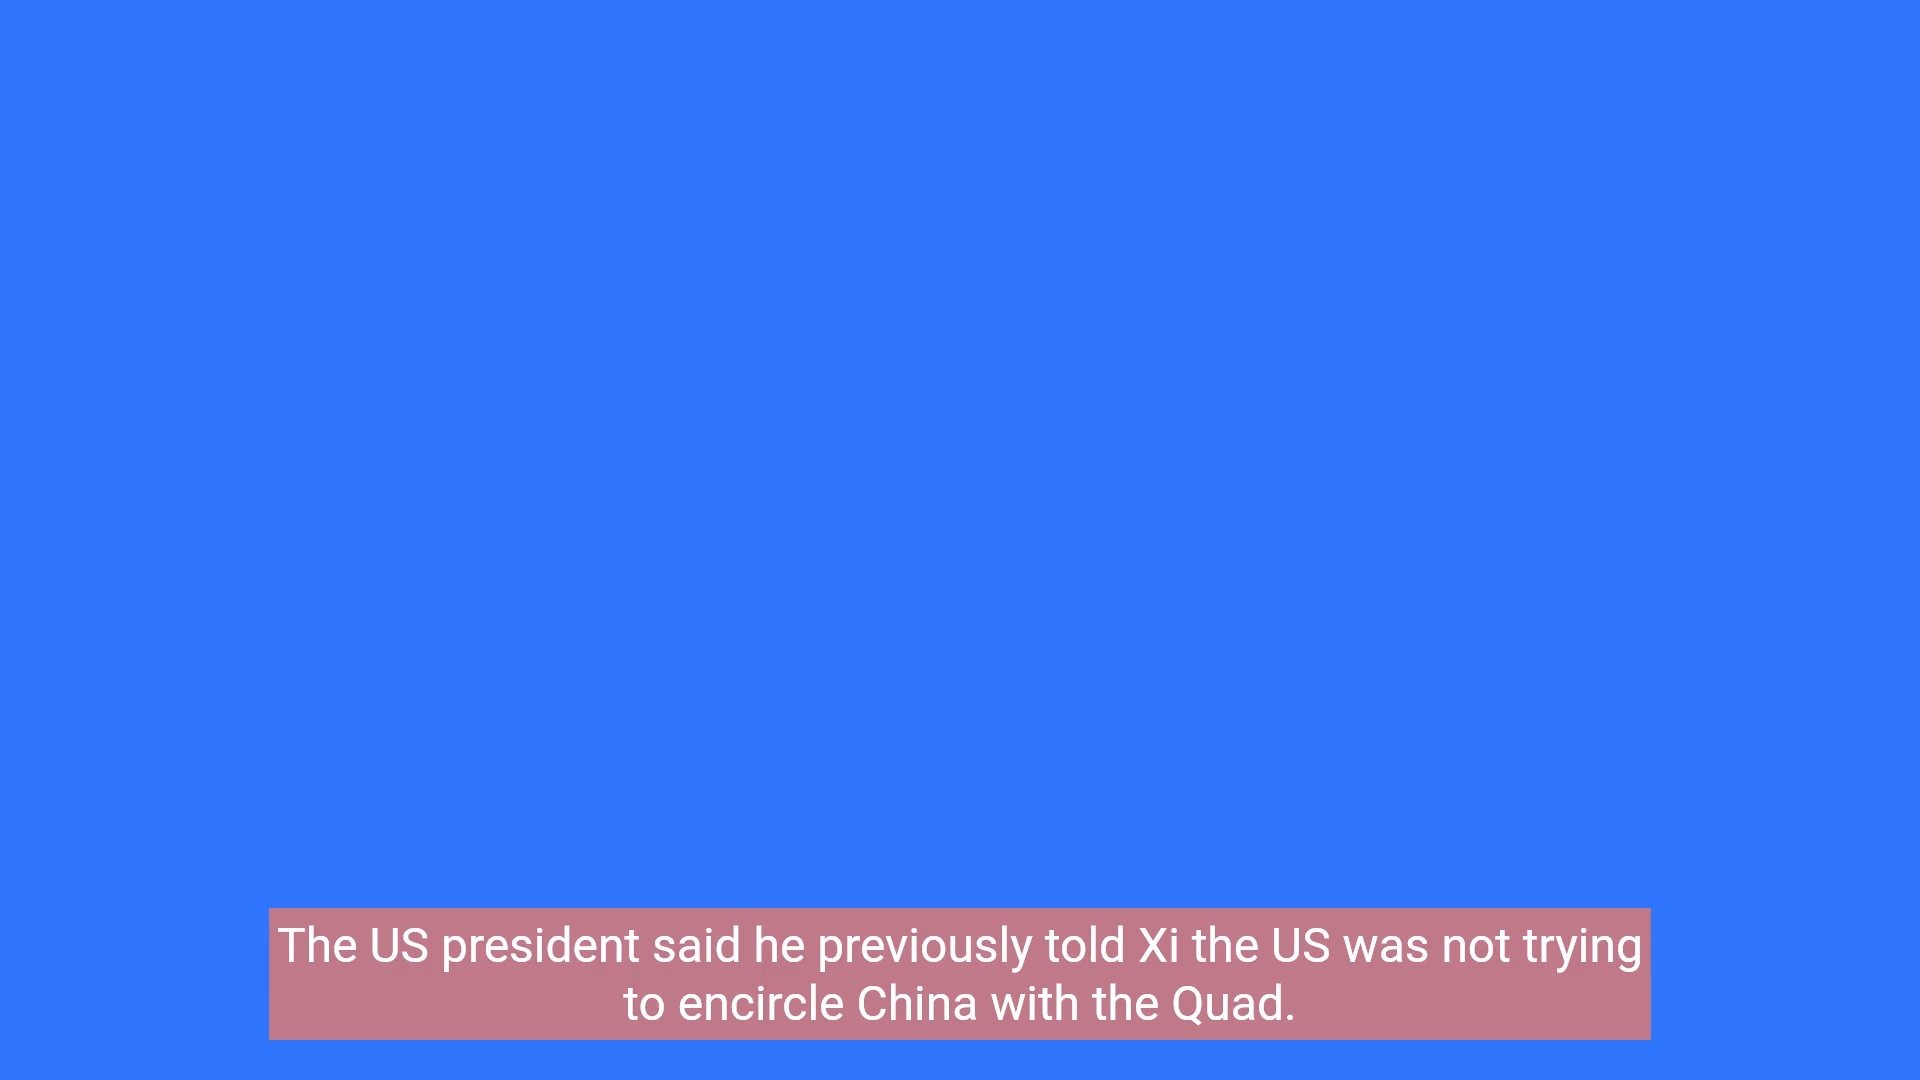 The US president said he previously told Xi the US was not trying
to encircle China with the Quad.